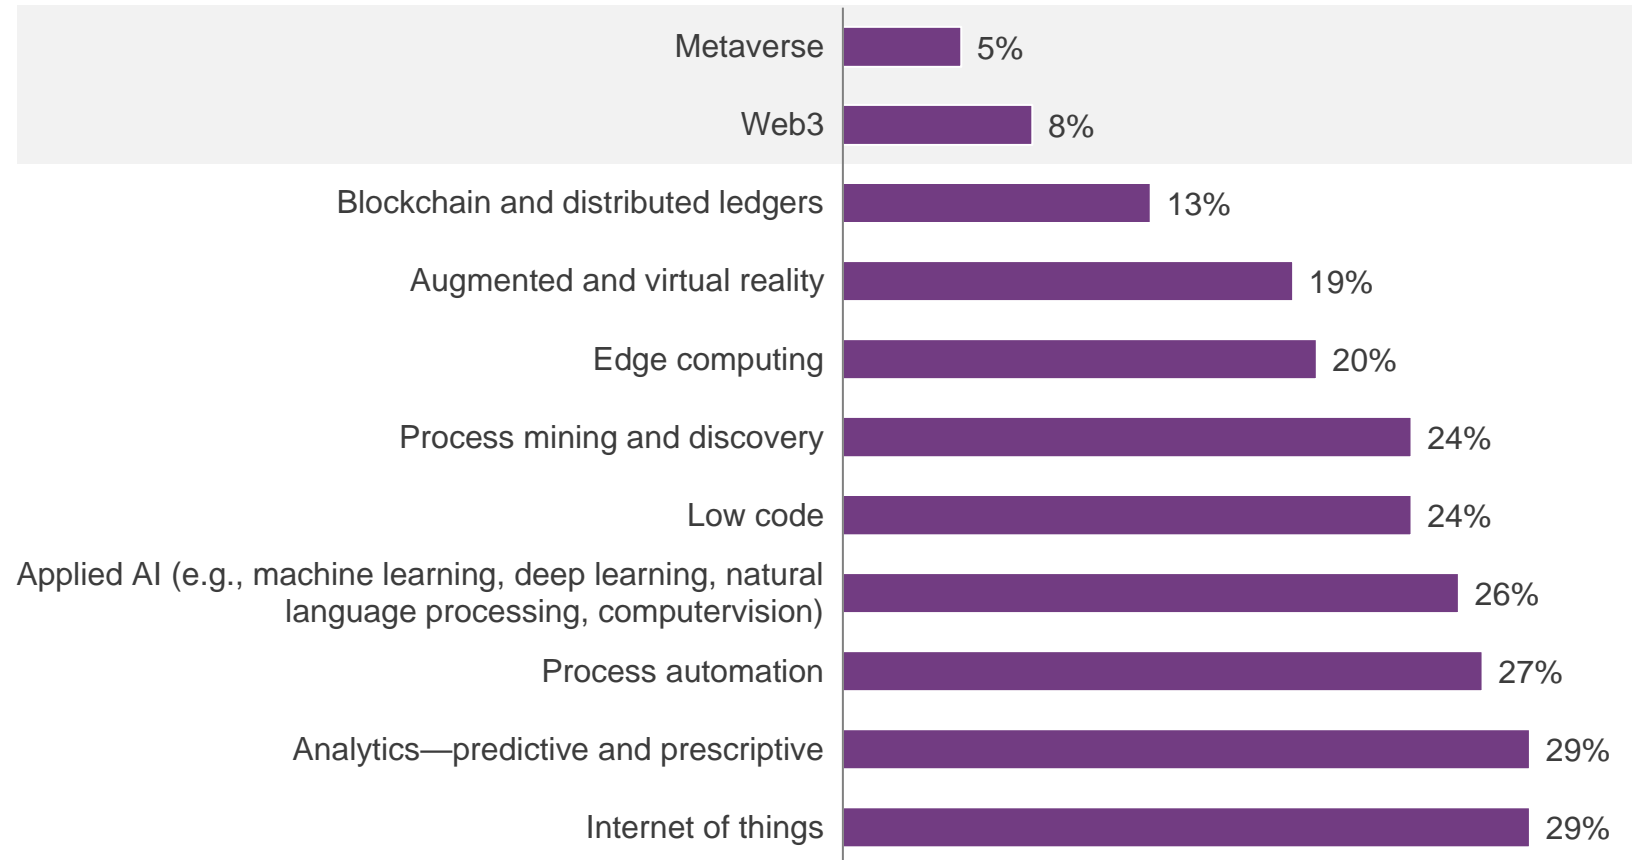 Metaverse 5%
Web3 8%
Blockchain and distributed ledgers 13%
Augmented and virtual reality 19%
Edge computing 20%
Process mining and discovery 24%
Low code 24%
Applied AI (e.g., machine learning, deep learning, natural
language processing, computervision) 26%
Process automation 27%
Analytics—predictive and prescriptive 29%
Internet of things 29%